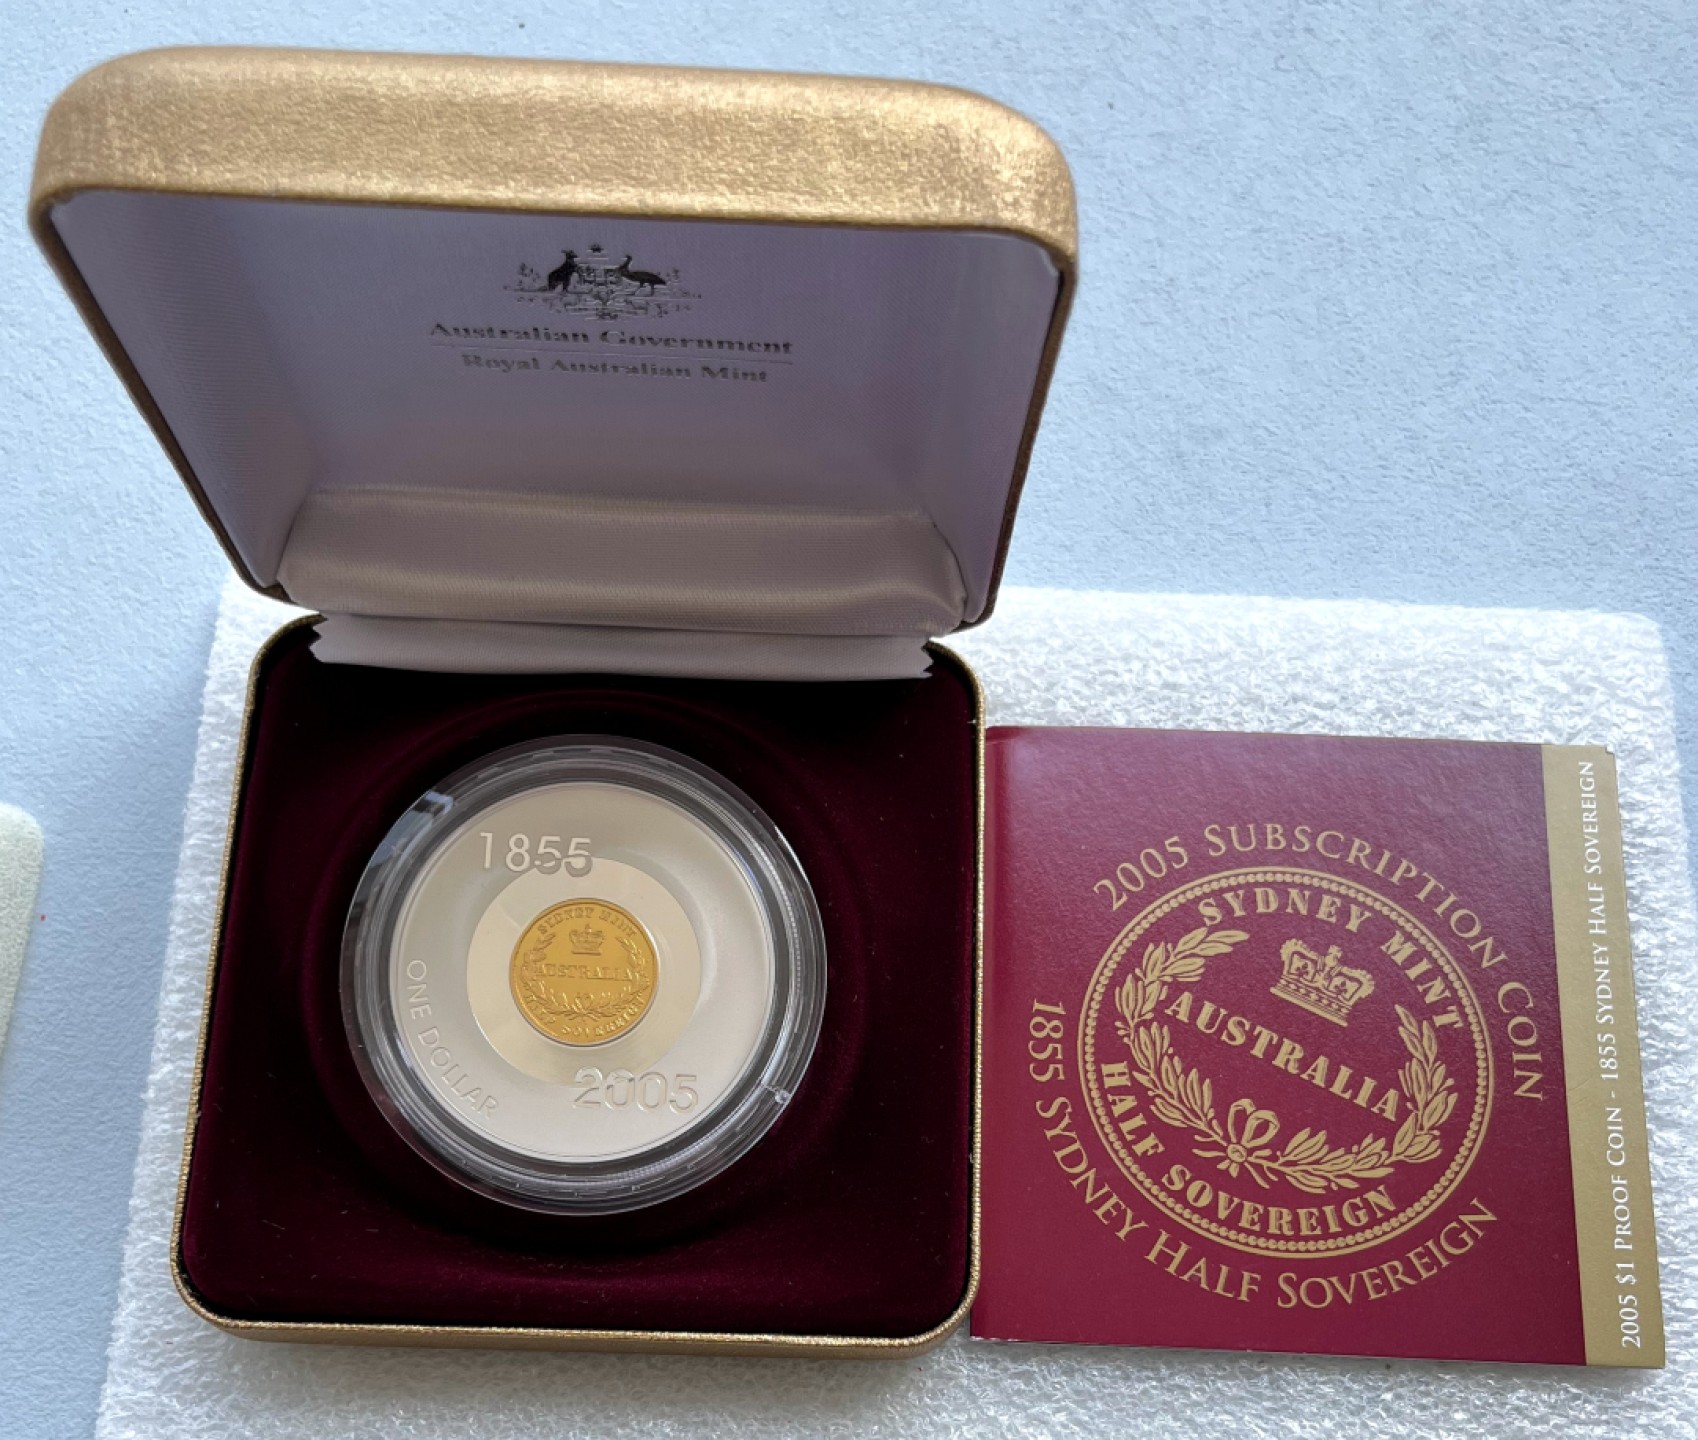 Australian Government
Royal Australian Mint
1855
SYDNEY MINT
AUSTRALIA
HALF SOVEREIGN
ONE DOLLAR
2005
2005 SUBSCRIPTION COIN
SYDNEY MINT
AUSTRALIA
HALF SOVEREIGN
1855 SYDNEY HALF SOVEREIGN
2005 $1 PROOF COIN - 1855 SYDNEY HALF SOVEREIGN